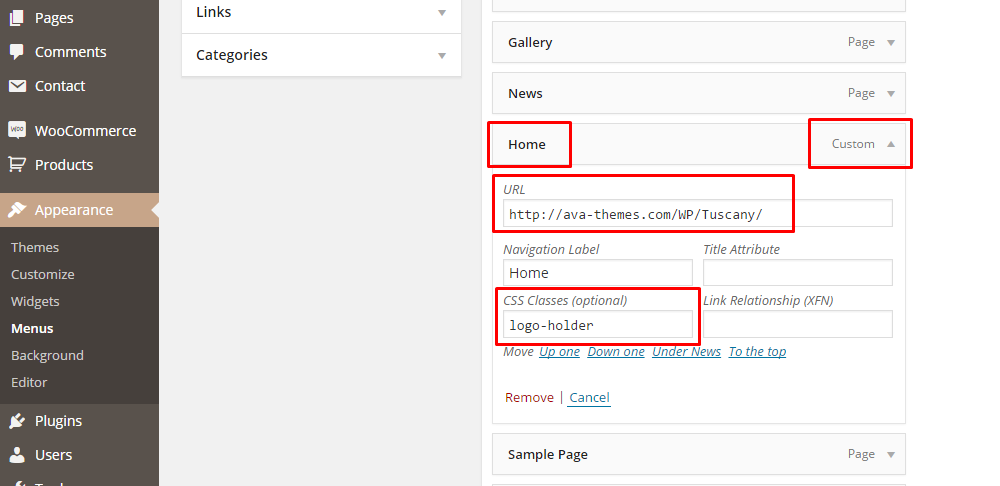 Pages
Comments
Contact
WOO
WooCommerce
Products
Appearance
Themes
Customize
Widgets
Menus
Background
Editor
Plugins
Users
Links
Categories
Gallery Page
News Page
Home Custom
URL
http://ava-themes.com/WP/Tuscany/
Navigation Label Title Attribute
Home
CSS Classes (optional) Link Relationship (XFN)
logo-holder
Move Up one Down one Under News To the top
Remove | Cancel
Sample Page Page